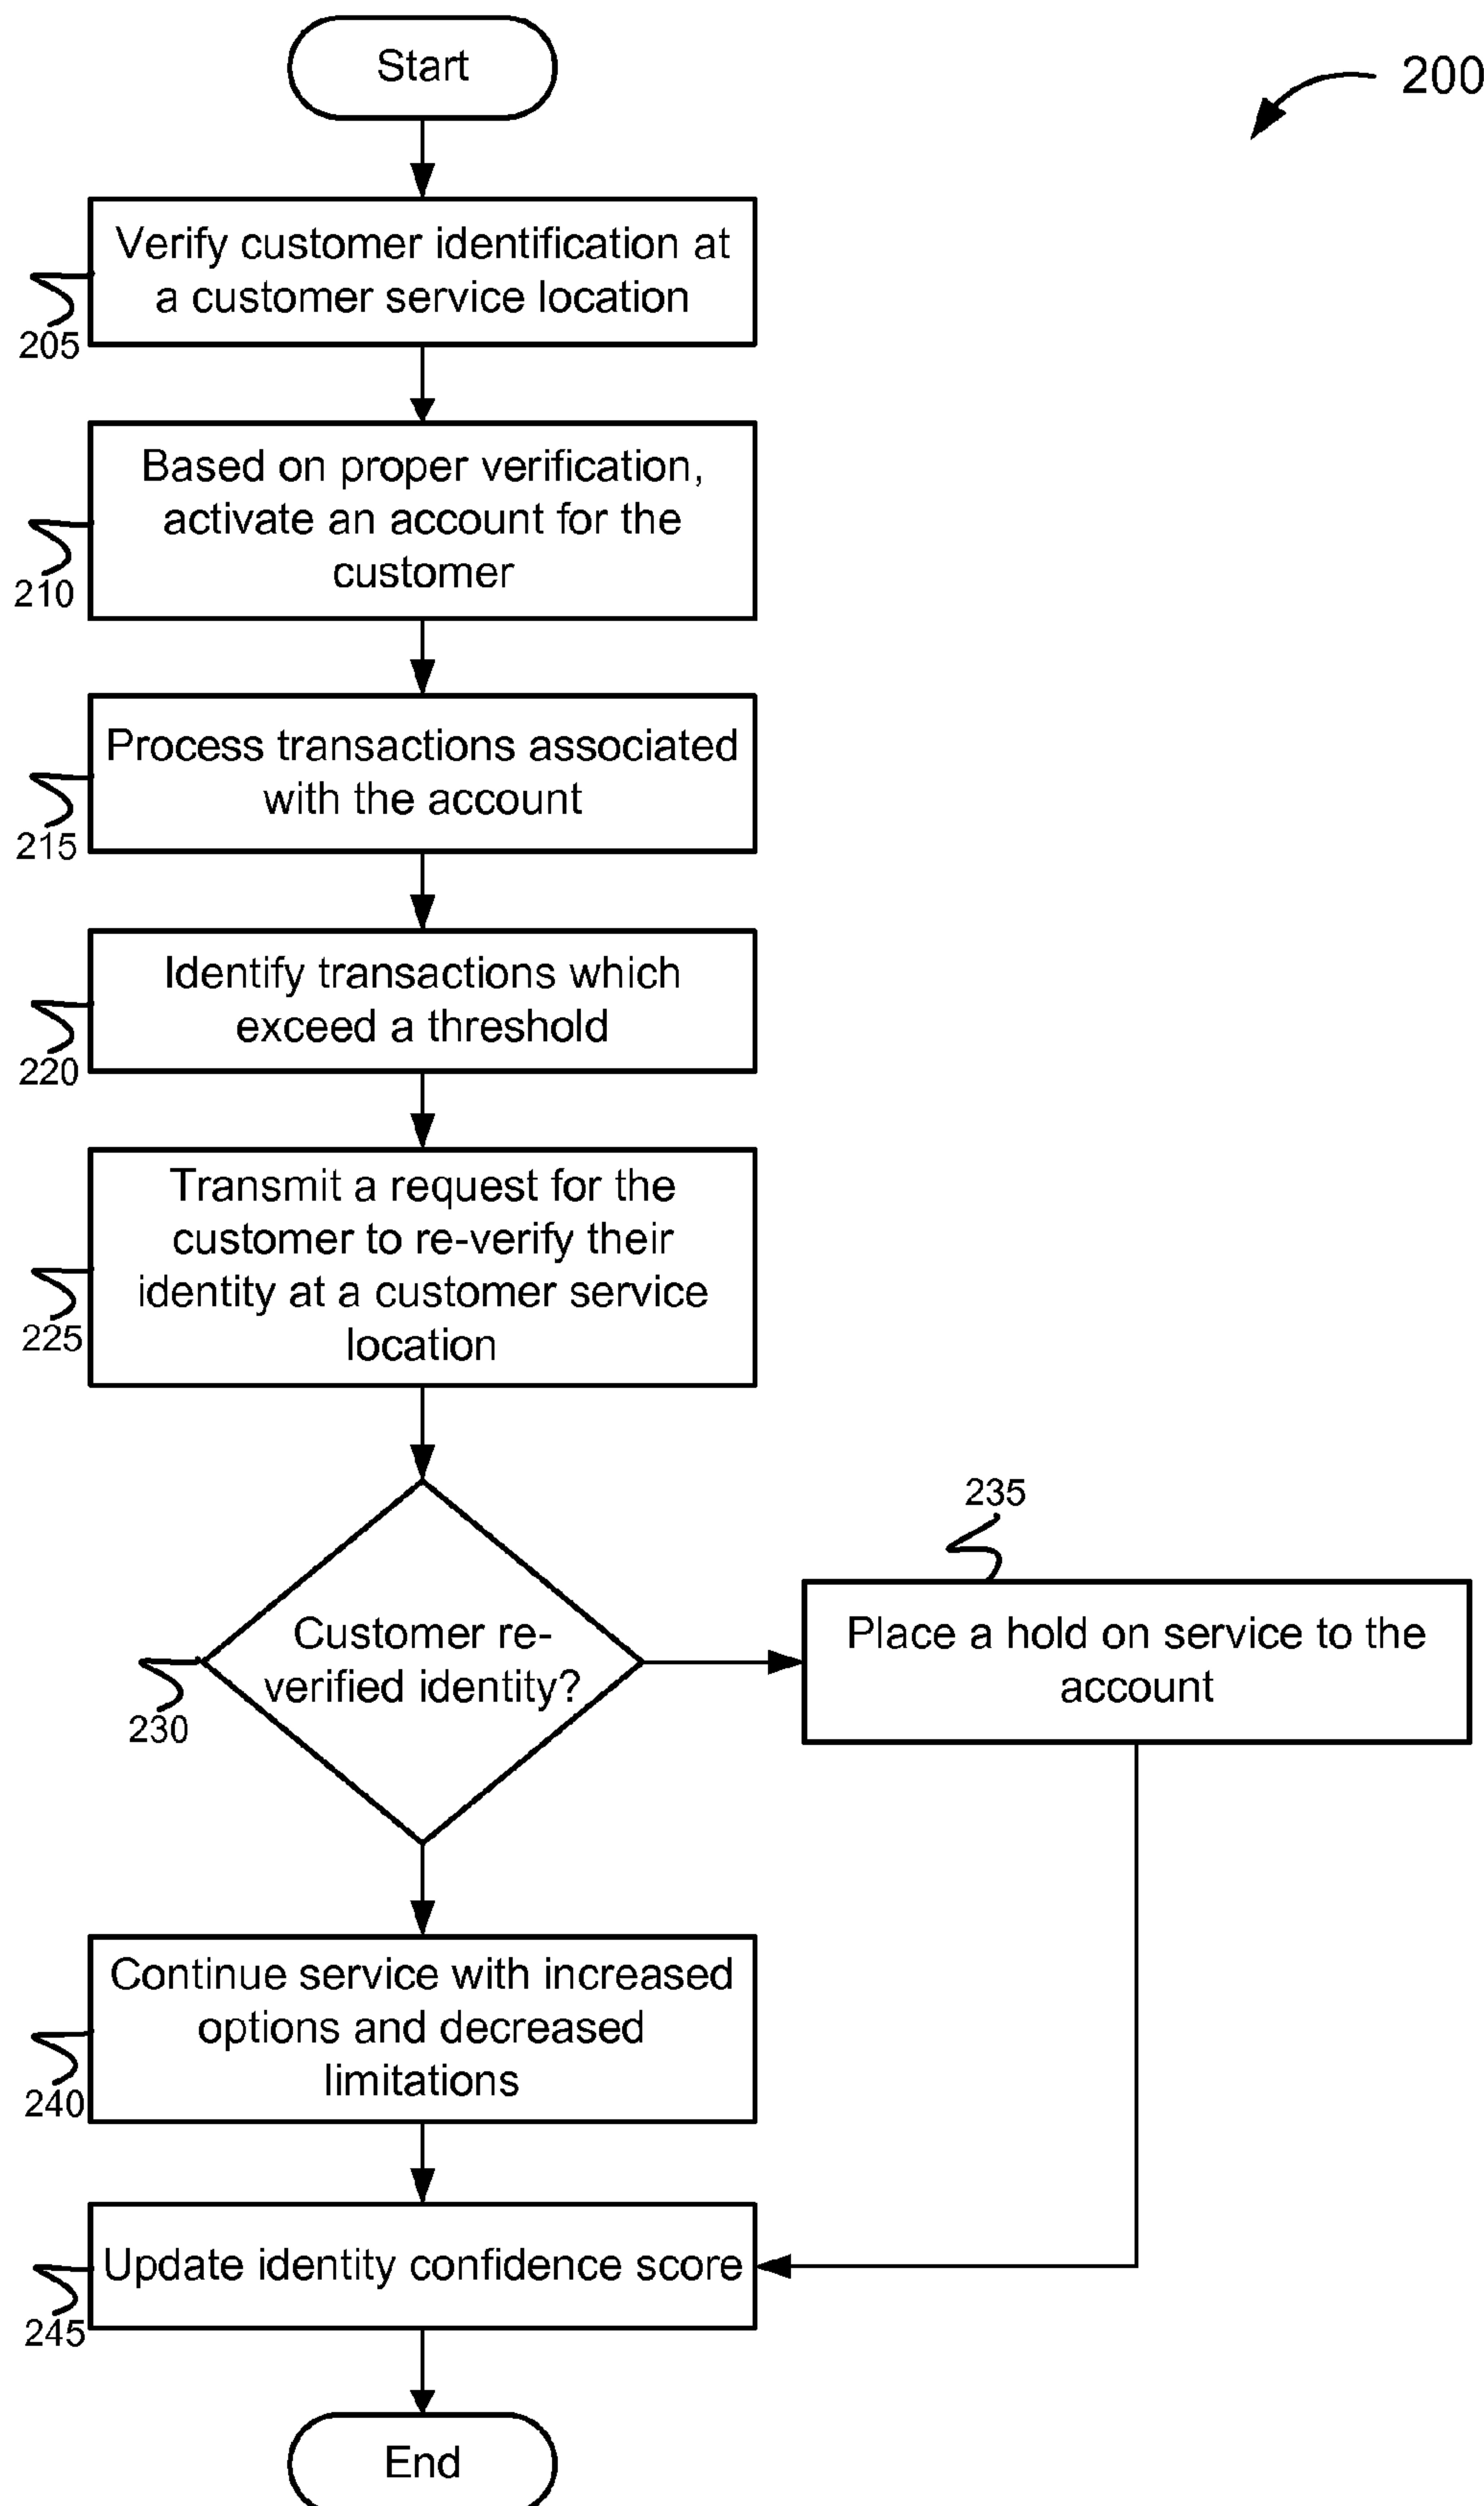 Start
200
Verify customer identification at
a customer service location
205
Based on proper verification,
activate an account for the
customer
210
Process transactions associated
with the account
215
Identify transactions which
exceed a threshold
220
Transmit a request for the
customer to re-verify their
identity at a customer service
location
225
Customer re-
verified identity?
230
235
Place a hold on service to the
account
Continue service with increased
options and decreased
limitations
240
Update identity confidence score
245
End